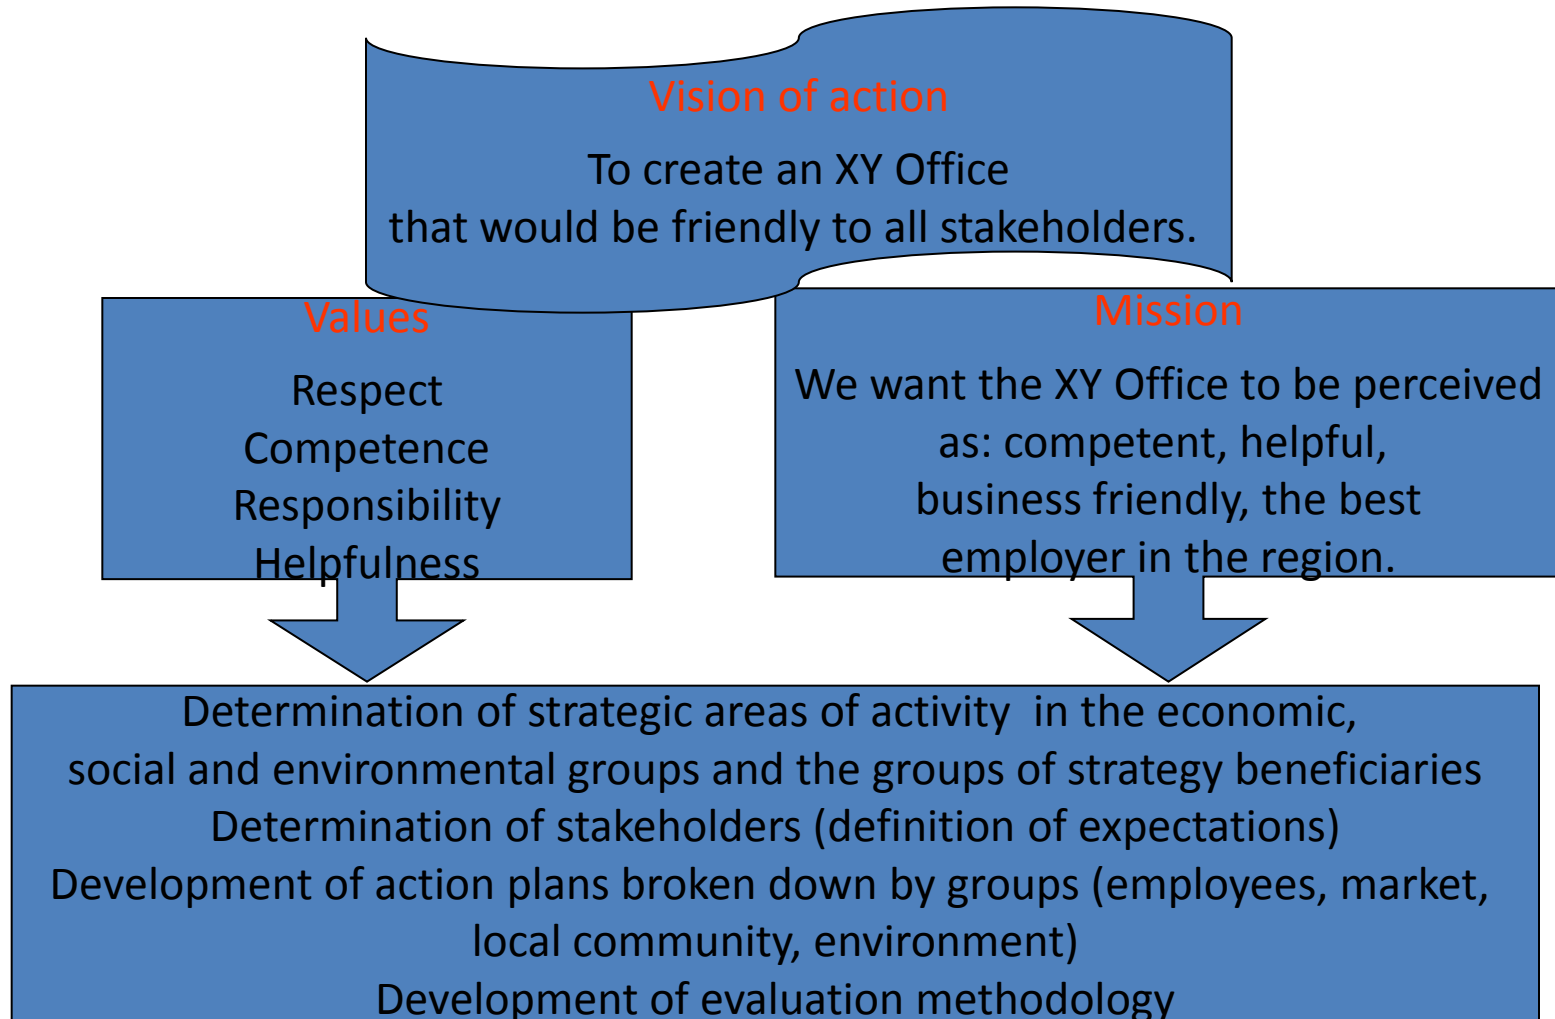 Vision of action
To create an XY Office
that would be friendly to all stakeholders.
Values
Respect
Competence
Responsibility
Helpfulness
Mission
We want the XY Office to be perceived
as: competent, helpful,
business friendly, the best
employer in the region.
Determination of strategic areas of activity  in the economic,
social and environmental groups and the groups of strategy beneficiaries
Determination of stakeholders (definition of expectations)
Development of action plans broken down by groups (employees, market,
local community, environment)
Development of evaluation methodology